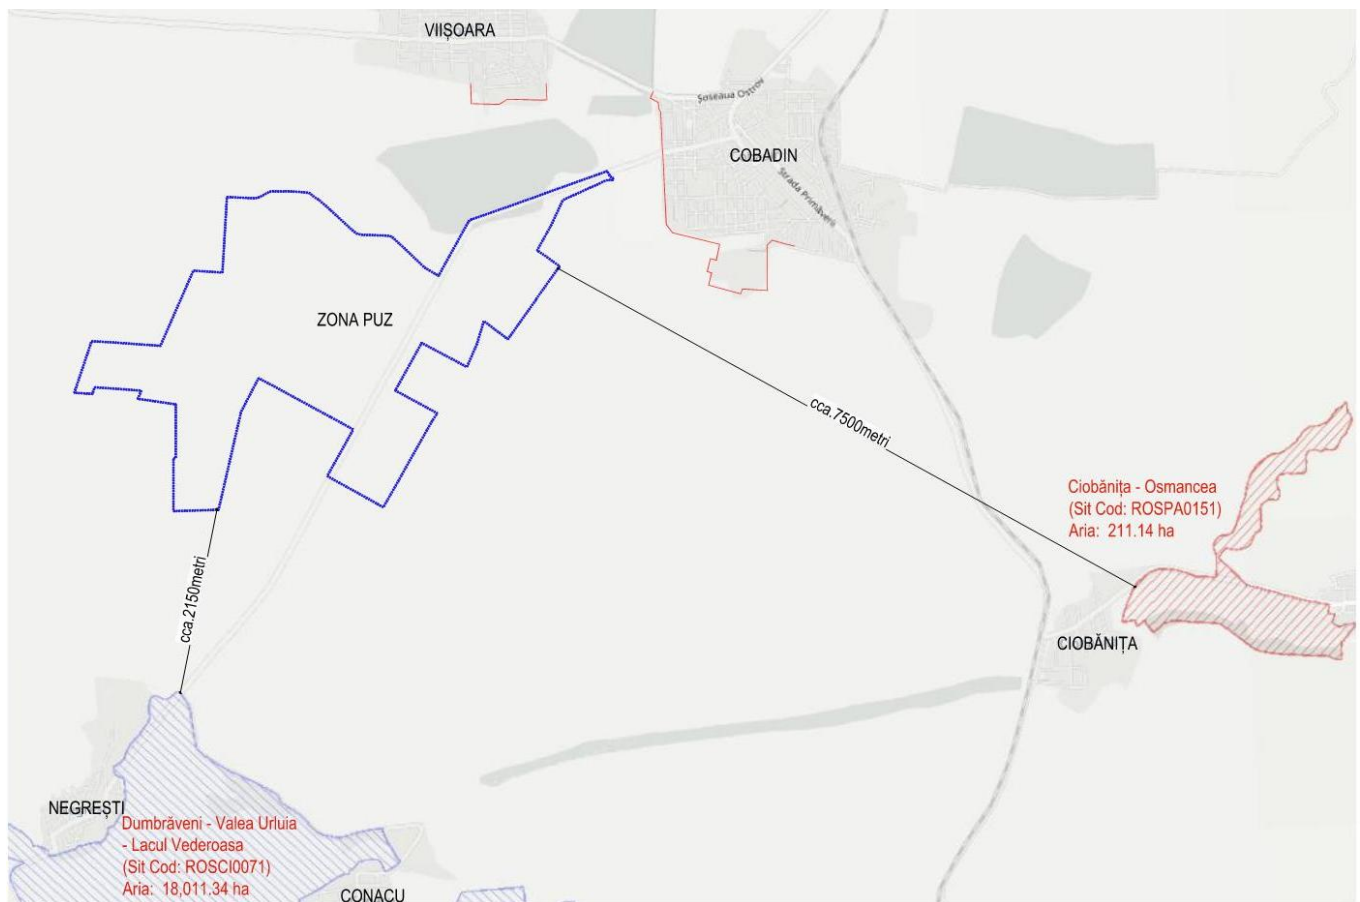 VIIȘOARA
Șoseaua Ostrov
COBADIN
Strada Primăverii
ZONA PUZ
cca.7500metri
Ciobănița - Osmancea
(Sit Cod: ROSPA0151)
Aria: 211.14 ha
cca.2150metri
CIOBĂNIȚA
NEGREȘTI
Dumbrăveni - Valea Urluia
- Lacul Vederoasa
(Sit Cod: ROSCI0071)
Aria: 18,011.34 ha
CONACU